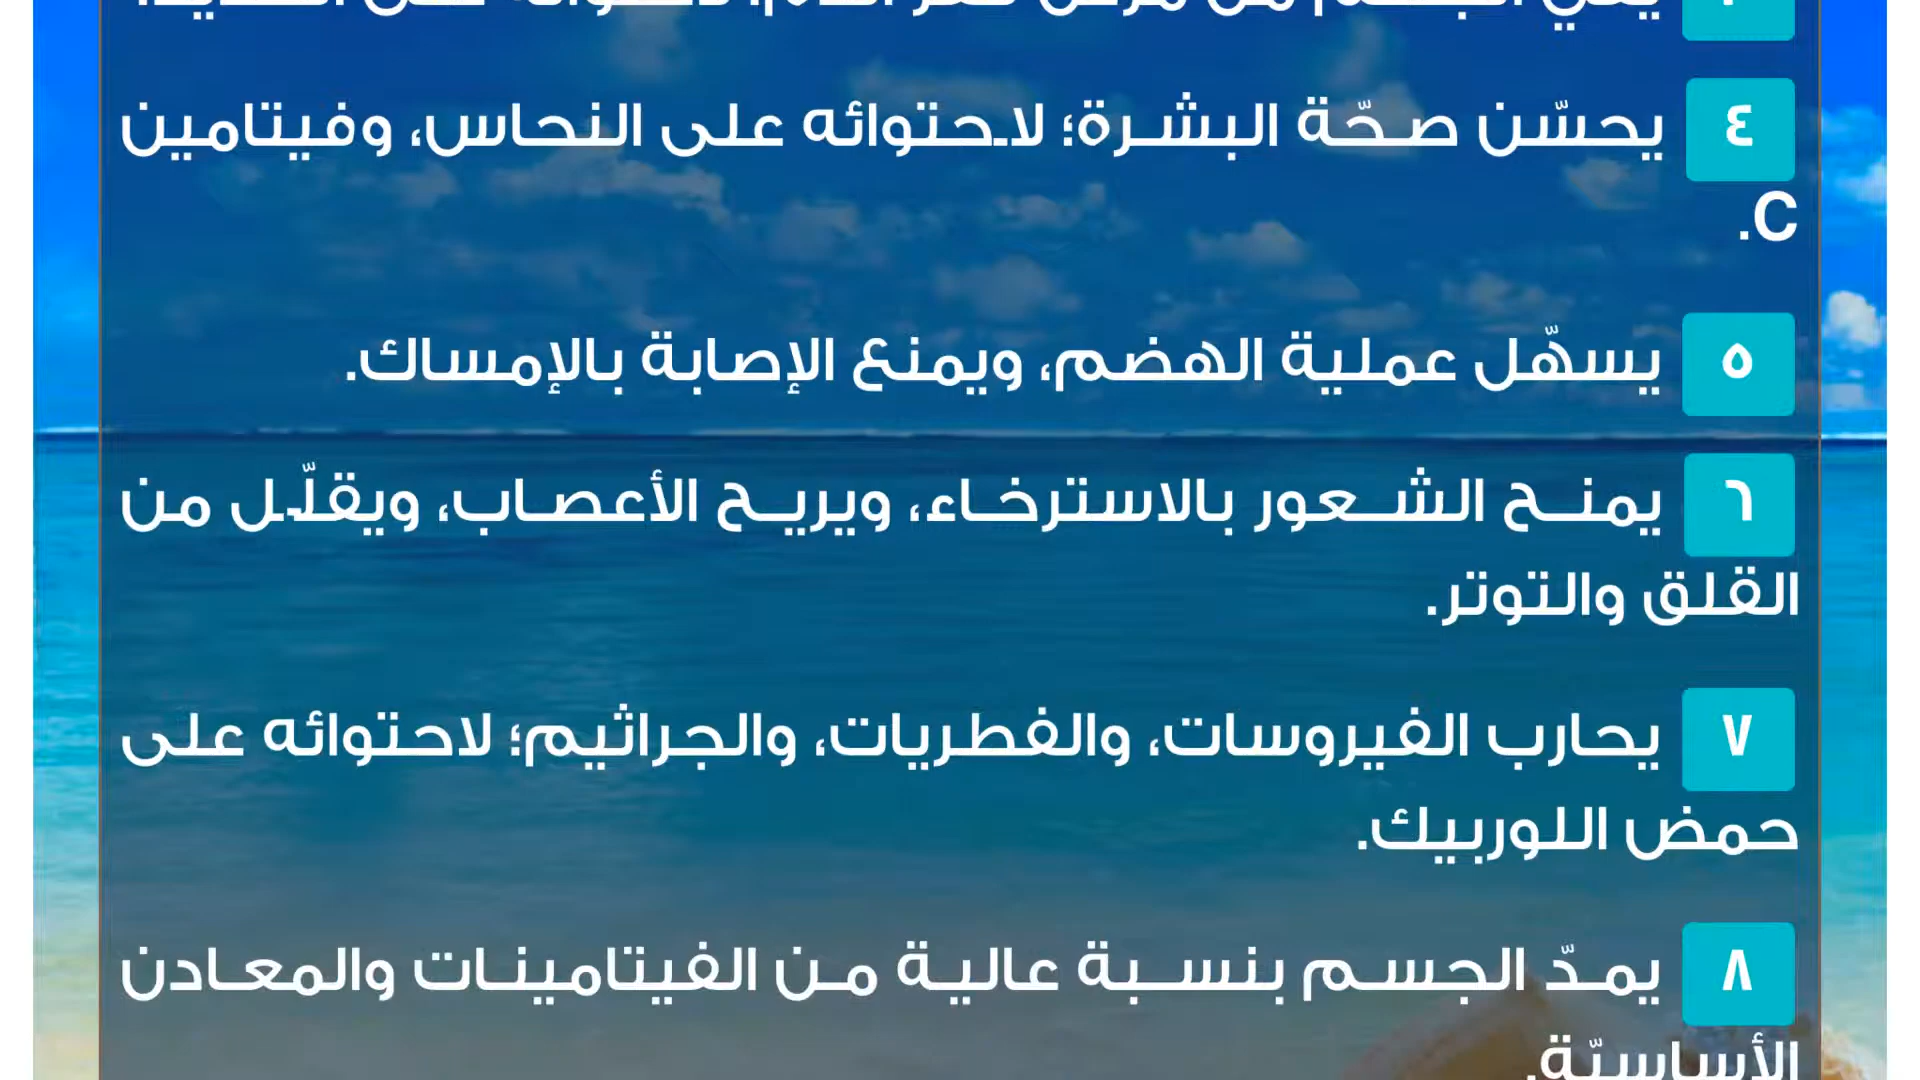 ٤ يحسّن صحّة البشرة؛ لاحتوائه على النحاس، وفيتامين
C.
٥ يسهّل عملية الهضم، ويمنع الإصابة بالإمساك.
٦ يمنح الشعور بالاسترخاء، ويريح الأعصاب، ويقلّل من
القلق والتوتر.
٧ يحارب الفيروسات، والفطريات، والجراثيم؛ لاحتوائه على
حمض اللوربيك.
٨ يمدّ الجسم بنسبة عالية من الفيتامينات والمعادن
الأساسيّة.